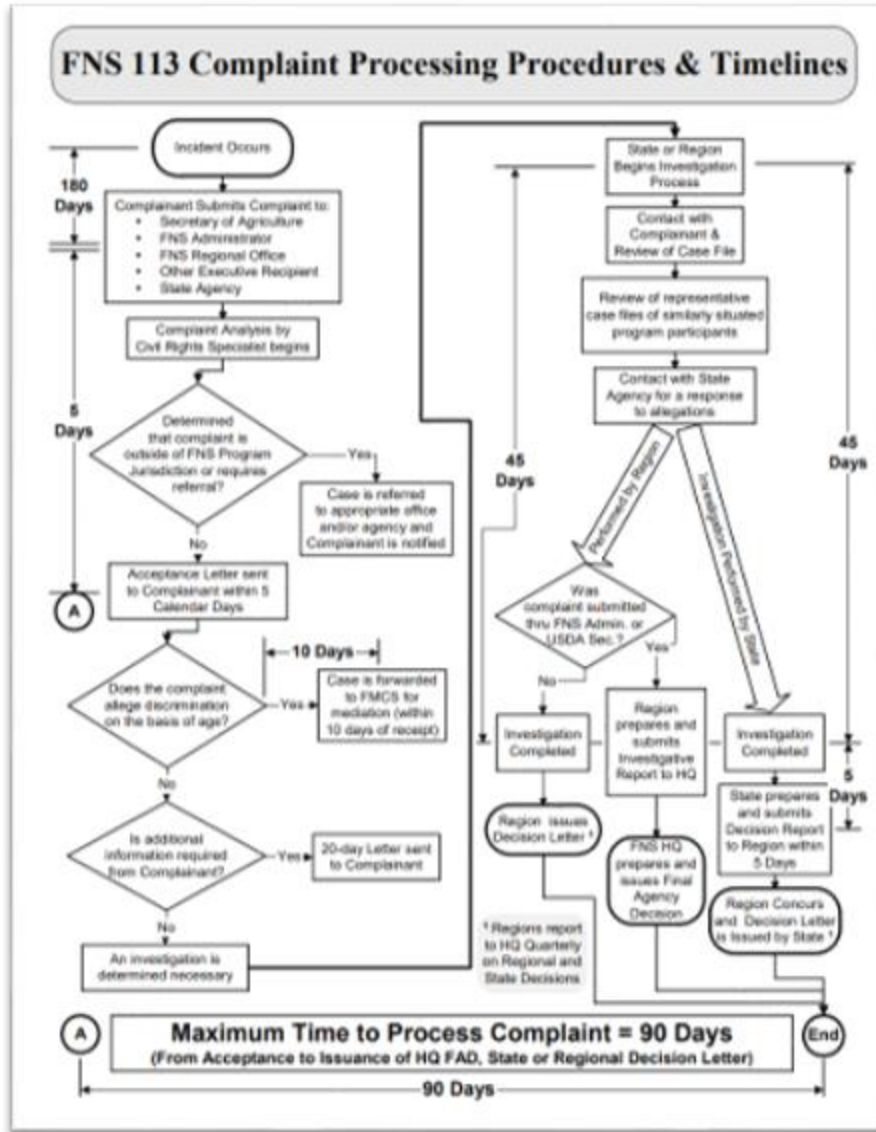 FNS 113 Complaint Processing Procedures & Timelines
Incident Occurs
180
Days
Complainant Submits Complaint to:
• Secretary of Agriculture
• FNS Administrator
• FNS Regional Office
• Other Executive Recipient
• State Agency
Complaint Analysis by
Civil Rights Specialist begins
5
Days
Determined
that complaint is
outside of FNS Program
Jurisdiction or requires
referral?
Yes
Case is referred
to appropriate office
and/or agency and
Complainant is notified
No
Acceptance Letter sent
to Complainant within 5
Calendar Days
A
10 Days
Does the complaint
allege discrimination
on the basis of age?
Yes
Case is forwarded
to FMCS for
mediation (within
10 days of receipt)
No
Is additional
information required
from Complainant?
Yes
20-day Letter sent
to Complainant
No
An investigation is
determined necessary
State or Region
Begins Investigation
Process
Contact with
Complainant &
Review of Case File
Review of representative
case files of similarly situated
program participants
Contact with State
Agency for a response
to allegations
45
Days
45
Days
Performed by Region
Investigation Performed by State
Was
complaint submitted
thru FNS Admin. or
USDA Sec.?
No
Yes
Investigation
Completed
Region
prepares and
submits
Investigative
Report to HQ
Investigation
Completed
5
Days
Region issues
Decision Letter ¹
FNS HQ
prepares and
issues Final
Agency
Decision
State prepares
and submits
Decision Report
to Region within
5 Days
Region Concurs
and Decision Letter
is Issued by State ¹
¹ Regions report
to HQ Quarterly
on Regional and
State Decisions
A
Maximum Time to Process Complaint = 90 Days
(From Acceptance to Issuance of HQ FAD, State or Regional Decision Letter)
End
90 Days